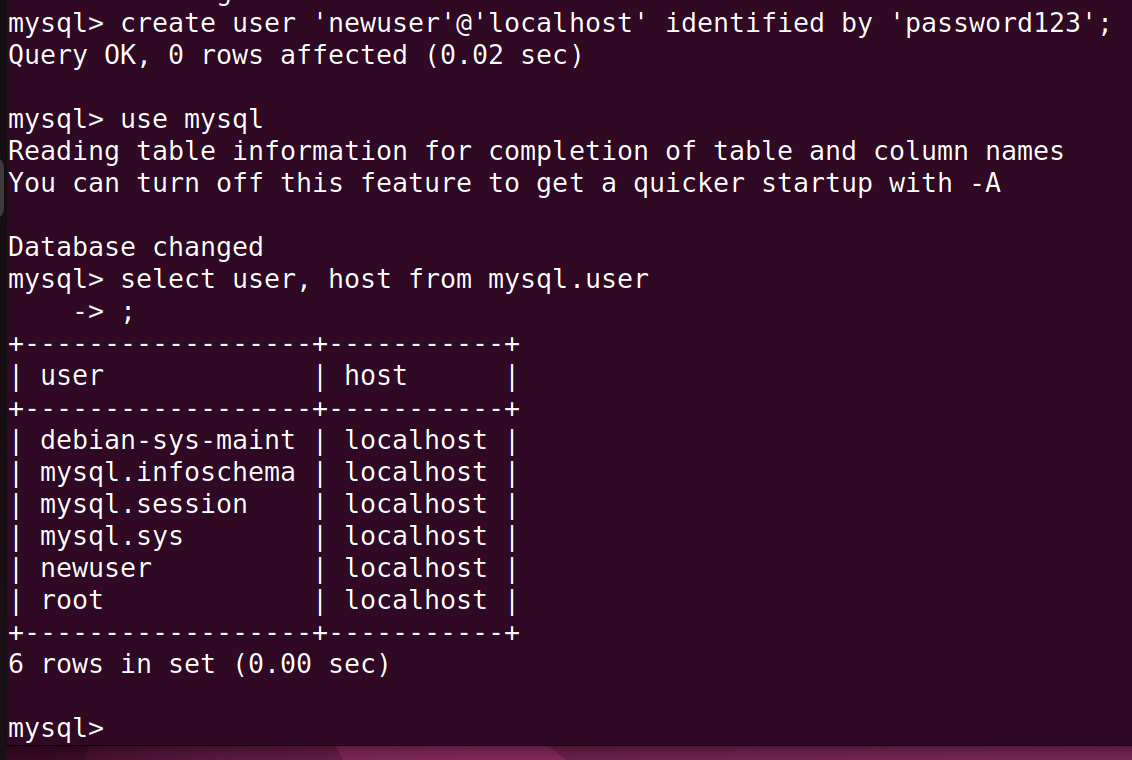 mysql> create user 'newuser'@'localhost' identified by 'password123';
Query OK, 0 rows affected (0.02 sec)

mysql> use mysql
Reading table information for completion of table and column names
You can turn off this feature to get a quicker startup with -A

Database changed
mysql> select user, host from mysql.user
    -> ;
+------------------+-----------+
| user             | host      |
+------------------+-----------+
| debian-sys-maint | localhost |
| mysql.infoschema | localhost |
| mysql.session    | localhost |
| mysql.sys        | localhost |
| newuser          | localhost |
| root             | localhost |
+------------------+-----------+
6 rows in set (0.00 sec)

mysql>